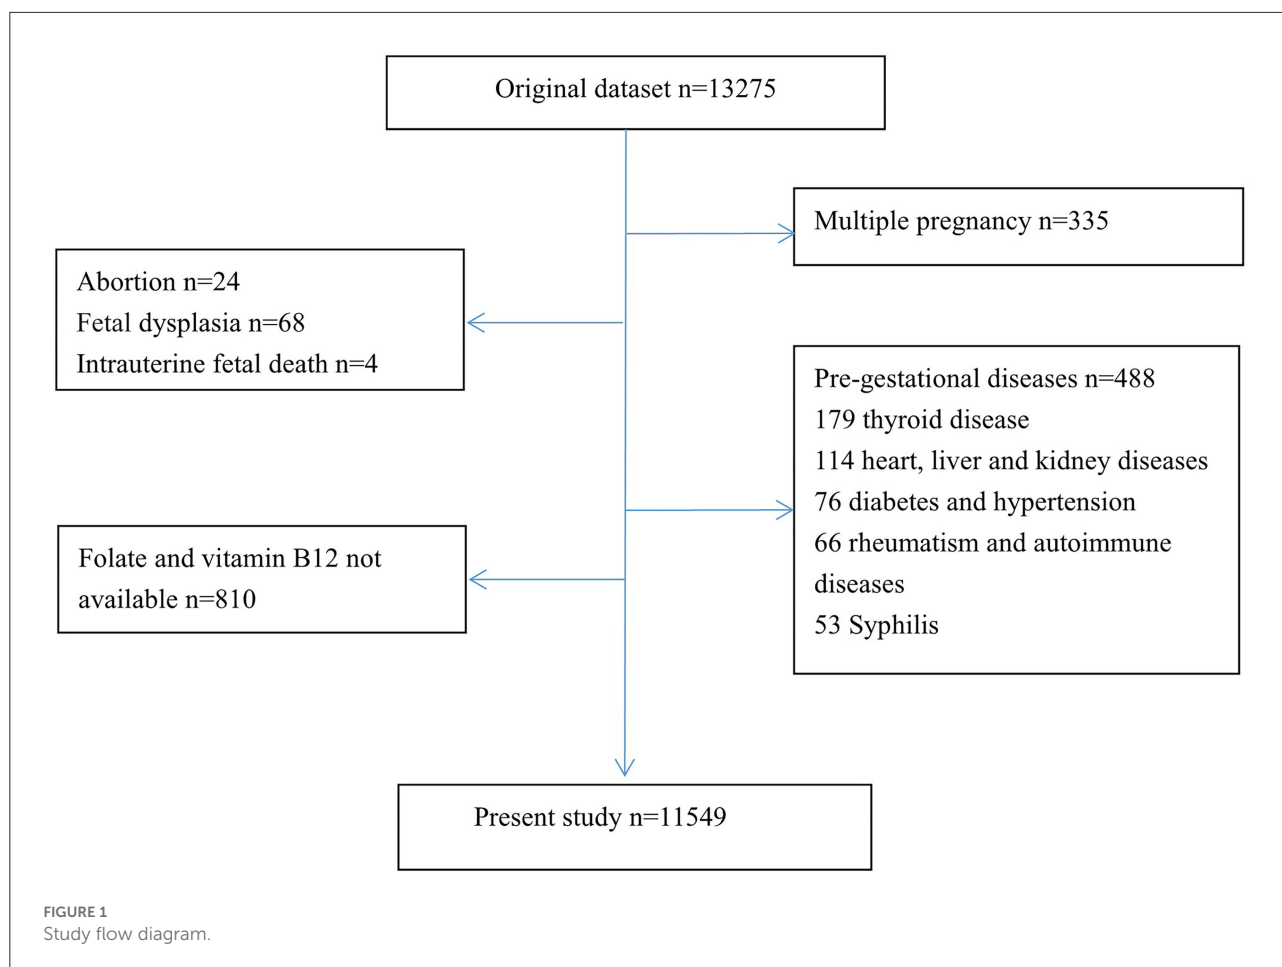 Original dataset n=13275
Multiple pregnancy n=335
Abortion n=24
Fetal dysplasia n=68
Intrauterine fetal death n=4
Pre-gestational diseases n=488
179 thyroid disease
114 heart, liver and kidney diseases
76 diabetes and hypertension
66 rheumatism and autoimmune
diseases
53 Syphilis
Folate and vitamin B12 not
available n=810
Present study n=11549
FIGURE 1
Study flow diagram.